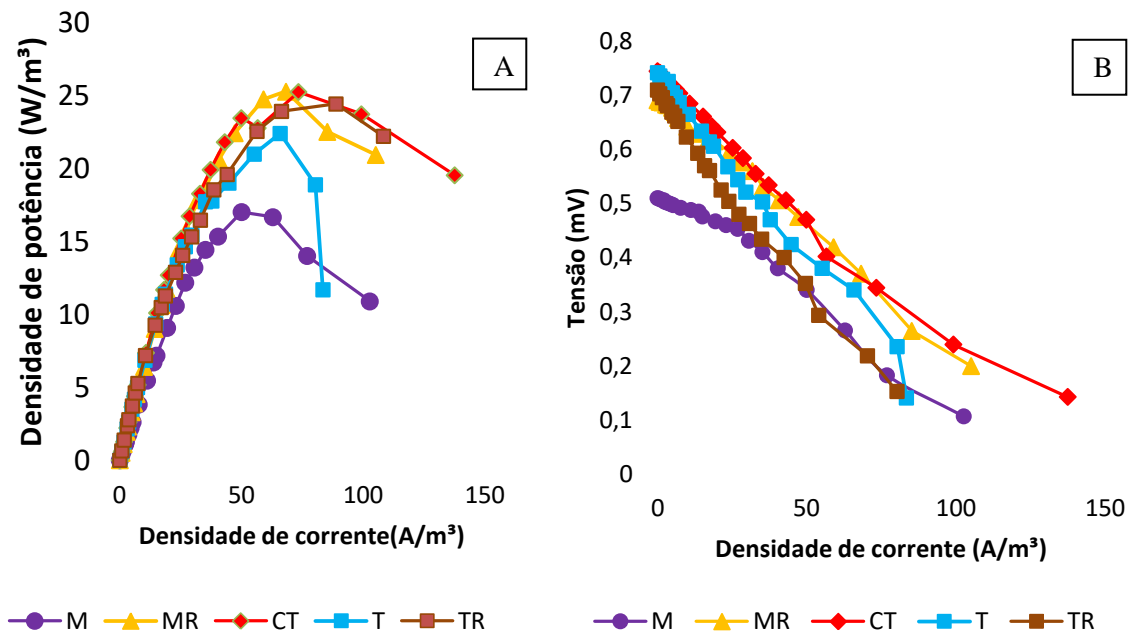 A
Densidade de potência (W/m³)
30
25
20
15
10
5
0
0 50 100 150
Densidade de corrente(A/m³)
M MR CT T TR
B
Tensão (mV)
0,8
0,7
0,6
0,5
0,4
0,3
0,2
0,1
0
0 50 100 150
Densidade de corrente (A/m³)
M MR CT T TR